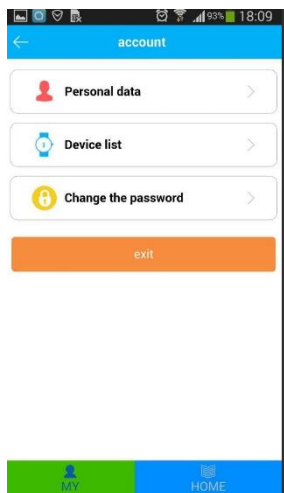 93% 18:09
account
Personal data
Device list
Change the password
exit
MY HOME